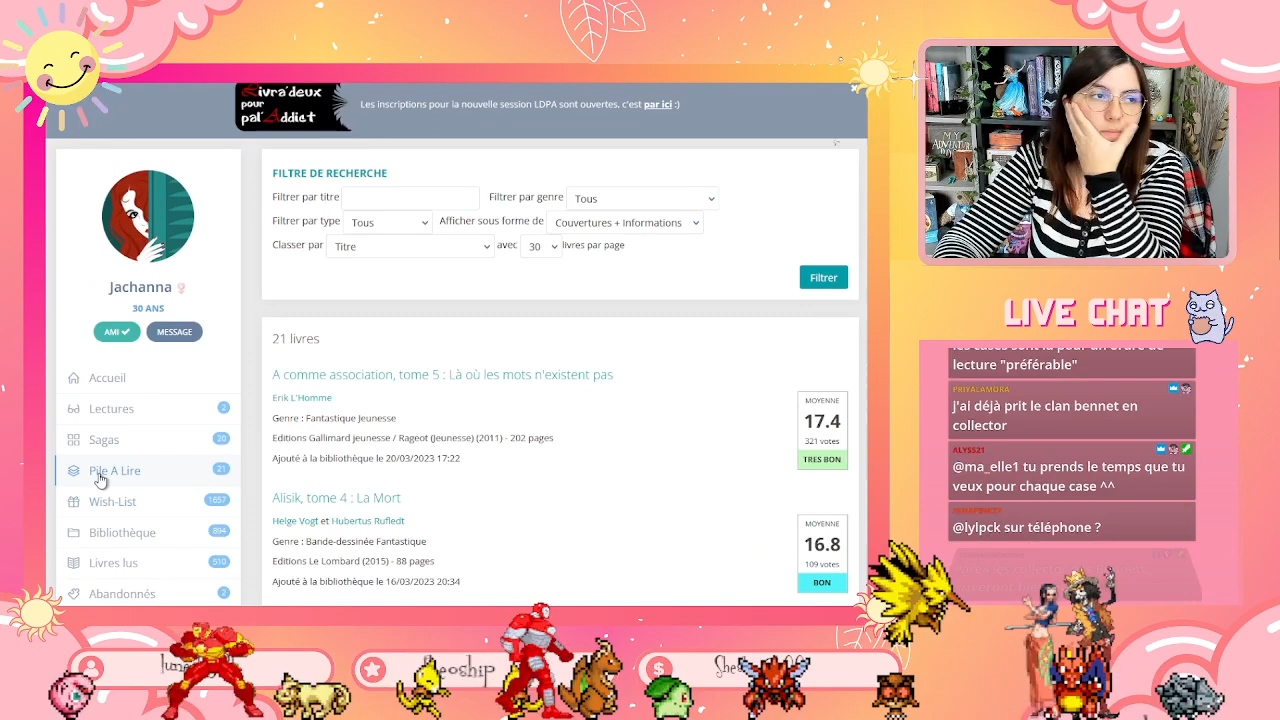 Livra'deux
pour
pal'Addict
Les inscriptions pour la nouvelle session LDPA sont ouvertes, c'est par ici :)
Jachanna
30 ANS
AMI
MESSAGE
Accueil
Lectures 2
Sagas 20
Pile A Lire 21
Wish-List 1657
Bibliothèque 894
Livres lus 510
Abandonnés 2
FILTRE DE RECHERCHE
Filtrer par titre
Filtrer par genre Tous
Filtrer par type Tous Afficher sous forme de Couvertures + Informations
Classer par Titre avec 30 livres par page
Filtrer
21 livres
A comme association, tome 5 : Là où les mots n'existent pas
Erik L'Homme
Genre : Fantastique Jeunesse
Editions Gallimard jeunesse / Rageot (Jeunesse) (2011) - 202 pages
Ajouté à la bibliothèque le 20/03/2023 17:22
MOYENNE
17.4
321 votes
TRES BON
Alisik, tome 4 : La Mort
Helge Vogt et Hubertus Rufledt
Genre : Bande-dessinée Fantastique
Editions Le Lombard (2015) - 88 pages
Ajouté à la bibliothèque le 16/03/2023 20:34
MOYENNE
16.8
109 votes
BON
MY
LIVE CHAT
lecture "préférable"
PRIYALAMORA
j'ai déjà prit le clan bennet en
collector
ALYSS21
@ma_elle1 tu prends le temps que tu
veux pour chaque case ^^
@lylpck sur téléphone ?